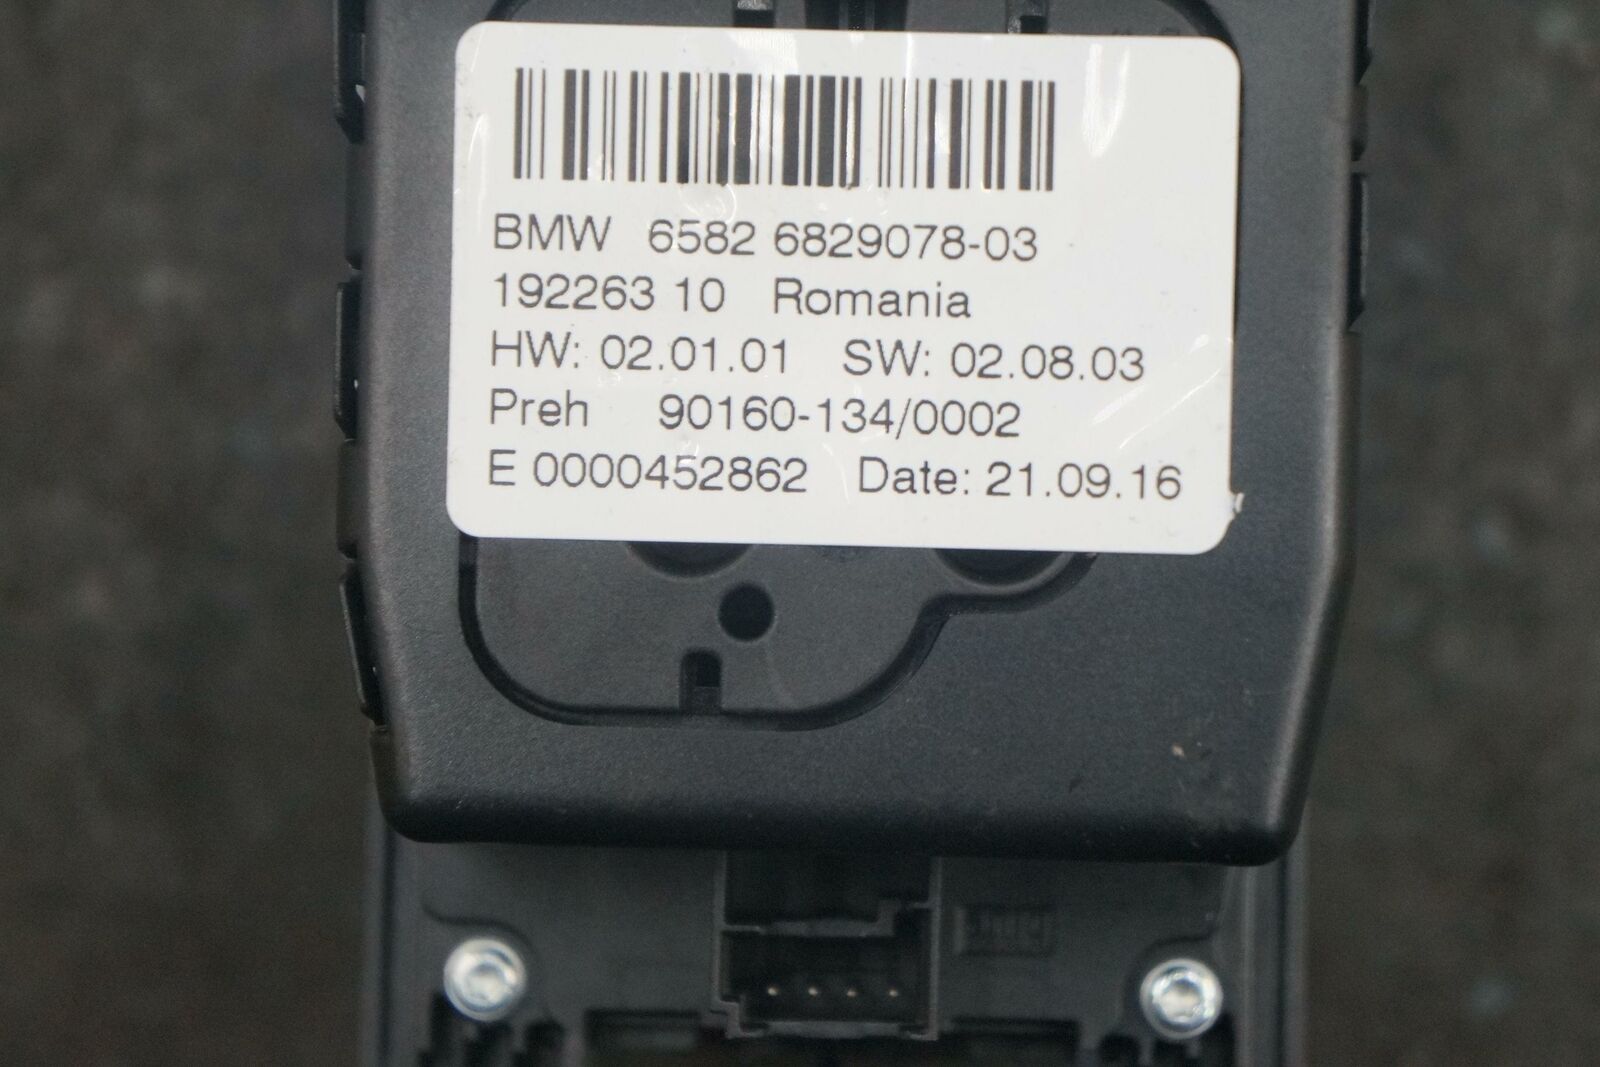 BMW 6582 6829078-03
192263 10 Romania
HW: 02.01.01 SW: 02.08.03
Preh 90160-134/0002
E 0000452862 Date: 21.09.16